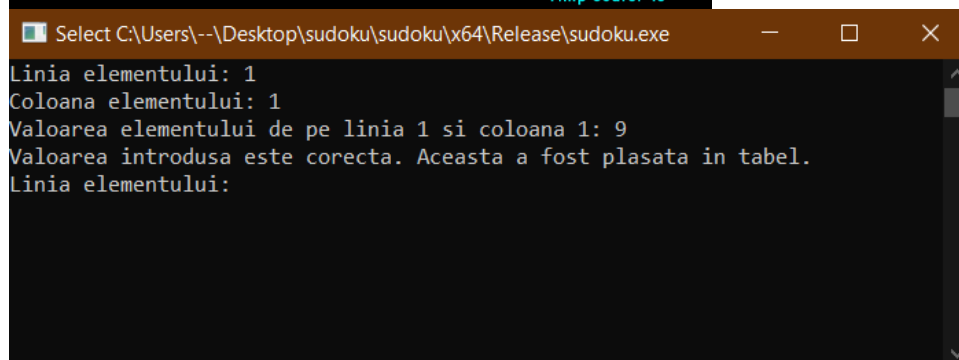 Select C:\Users\--\Desktop\sudoku\sudoku\x64\Release\sudoku.exe
Linia elementului: 1
Coloana elementului: 1
Valoarea elementului de pe linia 1 si coloana 1: 9
Valoarea introdusa este corecta. Aceasta a fost plasata in tabel.
Linia elementului: